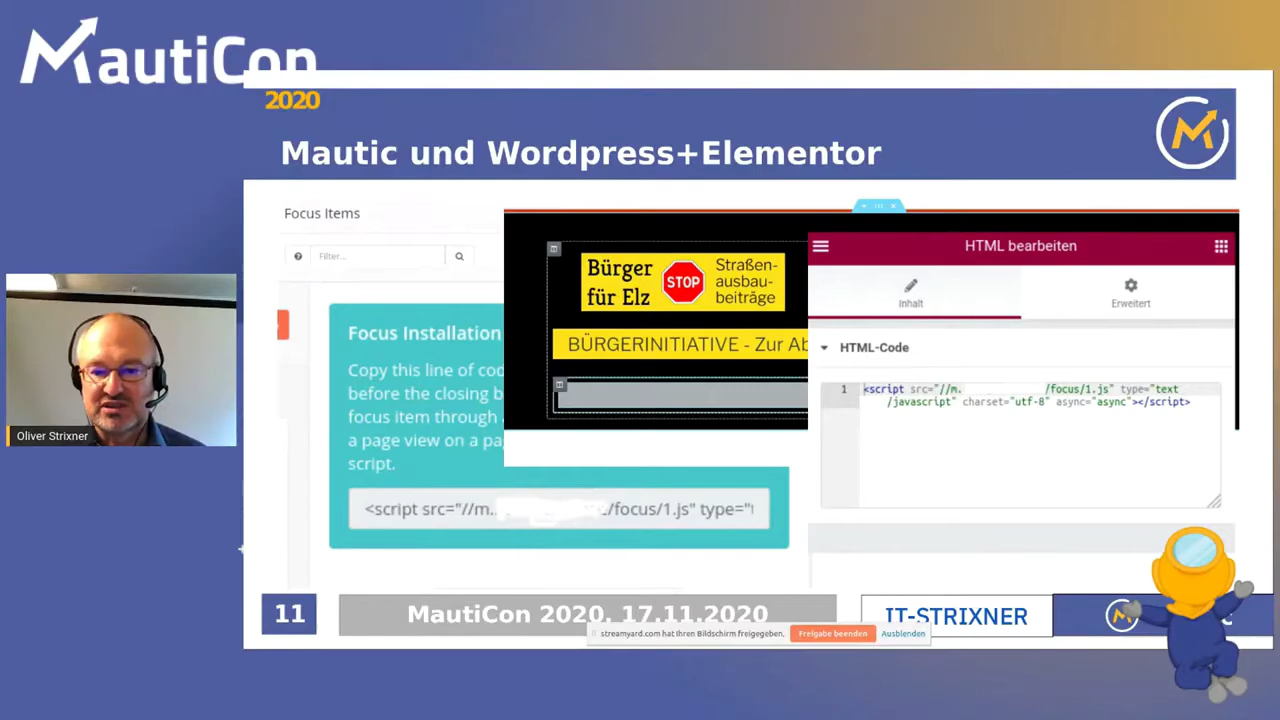 MautiCon
2020
Mautic und Wordpress+Elementor
Focus Items
Filter...
Focus Installation
Copy this line of cod
before the closing b
focus item through
a page view on a pa
script.
<script src="//m. /focus/1.js" type="t
Bürger
für Elz
STOP
Straßen-
ausbau-
beiträge
BÜRGERINITIATIVE - Zur Ab
HTML bearbeiten
Inhalt
Erweitert
HTML-Code
1
<script src="//m. /focus/1.js" type="text
/javascript" charset="utf-8" async="async"></script>
Oliver Strixner
11
MautiCon 2020, 17.11.2020
IT-STRIXNER
streamyard.com hat Ihren Bildschirm freigegeben.
Freigabe beenden
Ausblenden